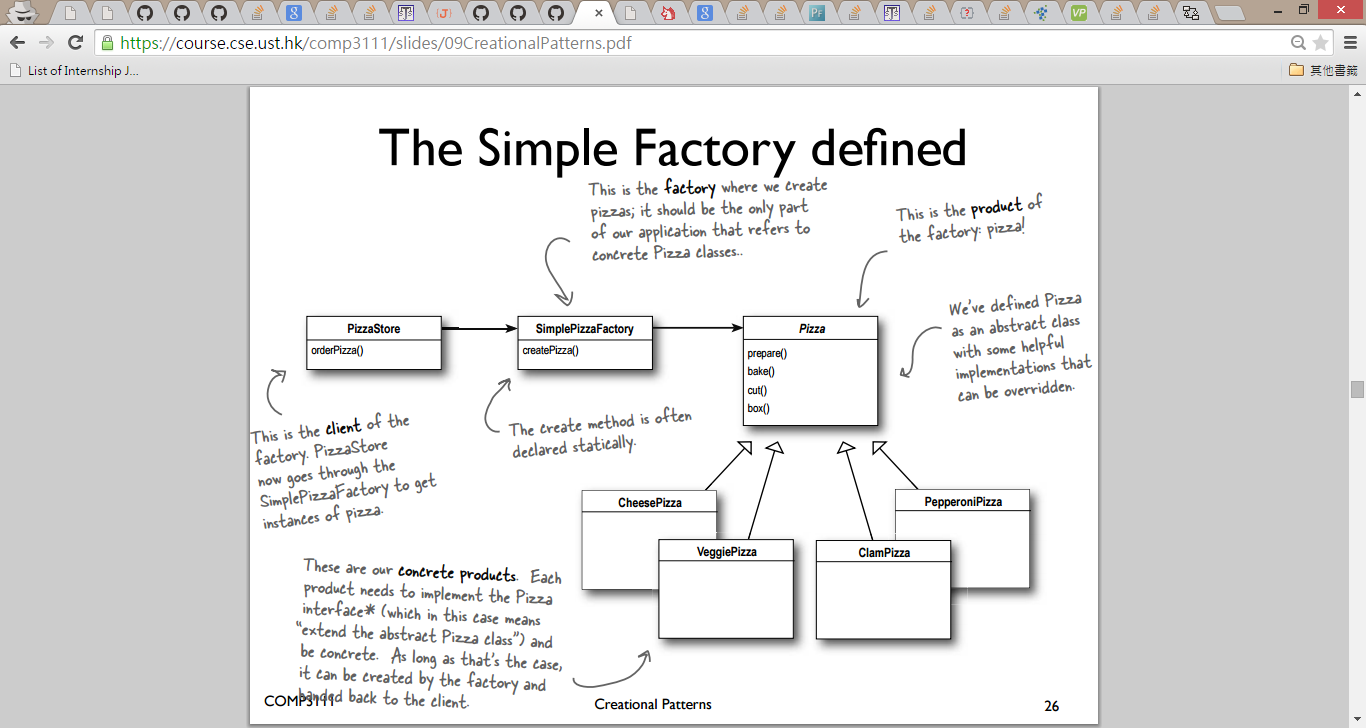 https://course.cse.ust.hk/comp3111/slides/09CreationalPatterns.pdf
List of Internship J...
其他書籤
The Simple Factory defined
This is the factory where we create
pizzas; it should be the only part
of our application that refers to
concrete Pizza classes..
This is the product of
the factory: pizza!
We've defined Pizza
as an abstract class
with some helpful
implementations that
can be overridden.
PizzaStore
orderPizza()
SimplePizzaFactory
createPizza()
Pizza
prepare()
bake()
cut()
box()
This is the client of the
factory. PizzaStore
now goes through the
SimplePizzaFactory to get
instances of pizza.
The create method is often
declared statically.
CheesePizza
VeggiePizza
ClamPizza
PepperoniPizza
These are our concrete products. Each
product needs to implement the Pizza
interface* (which in this case means
"extend the abstract Pizza class") and
be concrete. As long as that's the case,
it can be created by the factory and
handed back to the client.
COMP3111
Creational Patterns
26